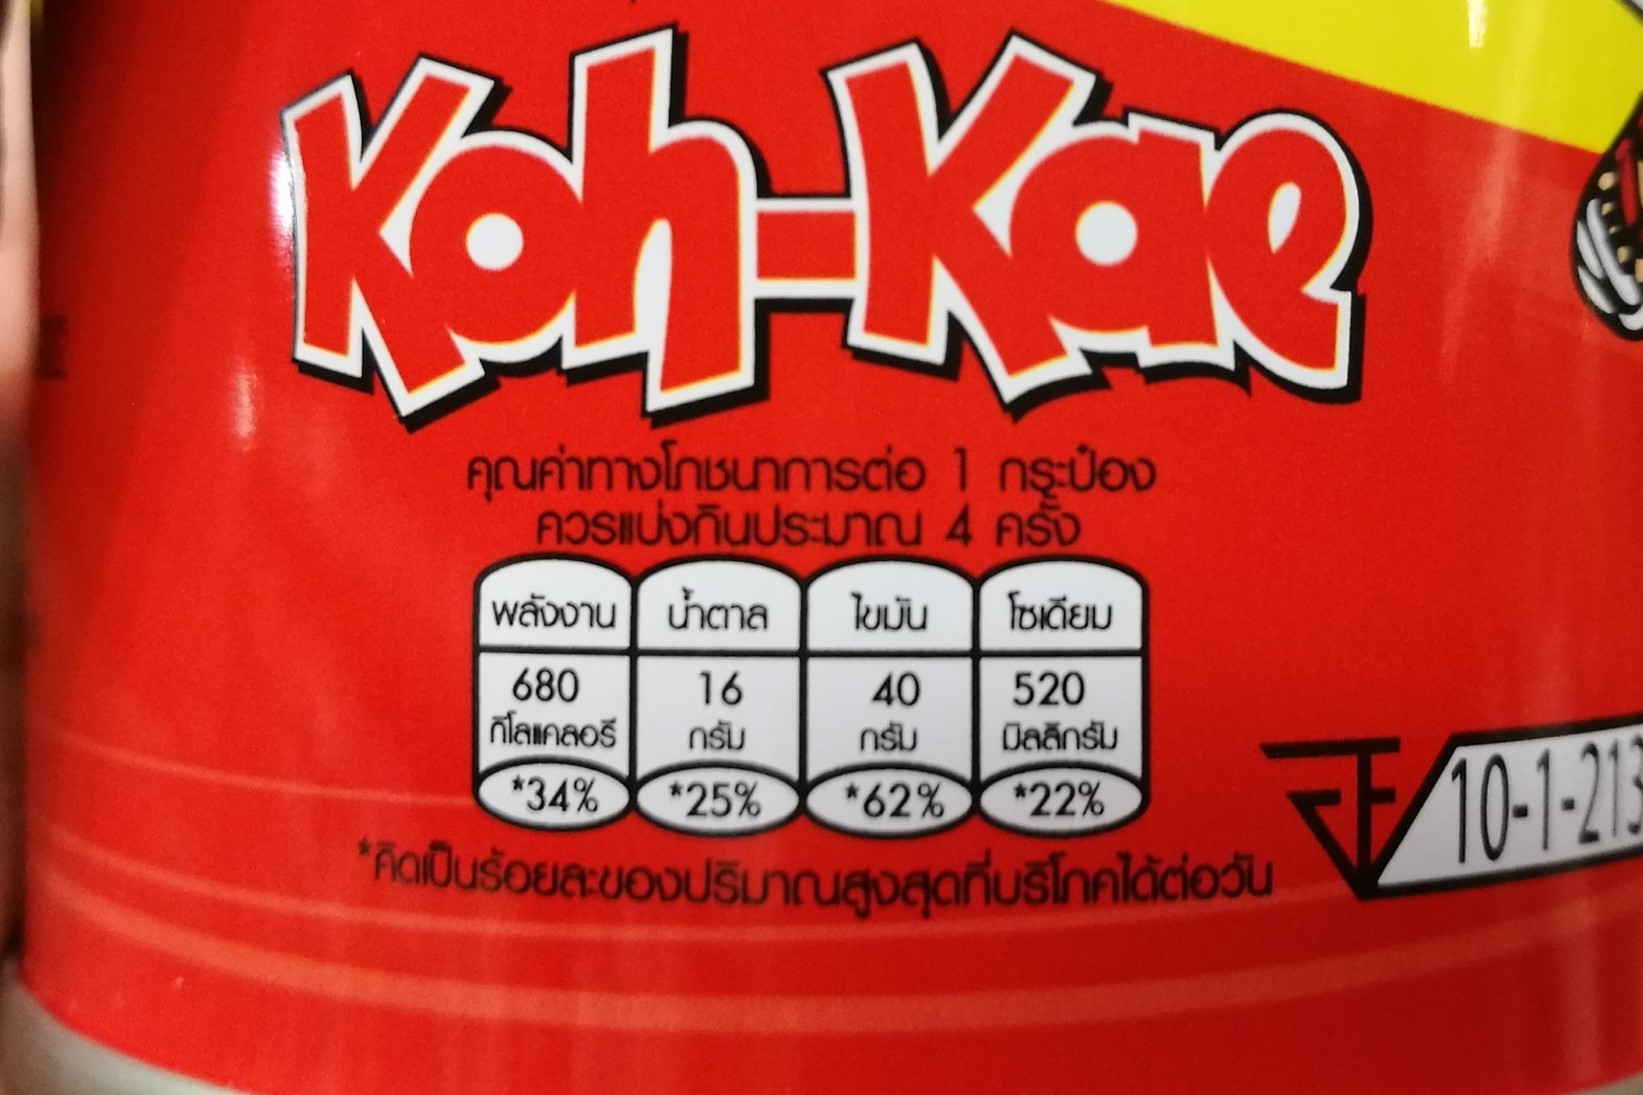 Koh-Kae
คุณค่าทางโภชนาการต่อ 1 กระป๋อง
ควรแบ่งกินประมาณ 4 ครั้ง
พลังงาน น้ำตาล ไขมัน โซเดียม
680 16 40 520
กิโลแคลอรี กรัม กรัม มิลลิกรัม
*34% *25% *62% *22%
*คิดเป็นร้อยละของปริมาณสูงสุดที่บริโภคได้ต่อวัน
10-1-213